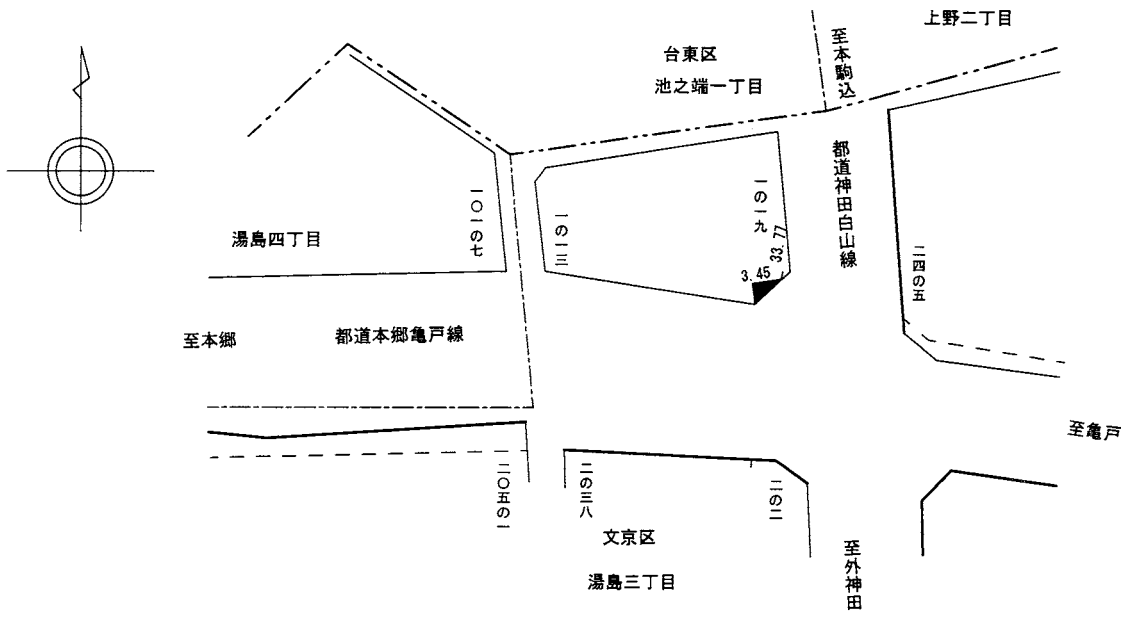 上野二丁目
台東区
池之端一丁目
至本駒込
都道神田白山線
湯島四丁目
一〇一の七
一の一三
一の一九
33.77
3.45
二四の五
至本郷
都道本郷亀戸線
至亀戸
二〇五の一
二の三八
二の二
文京区
湯島三丁目
至外神田